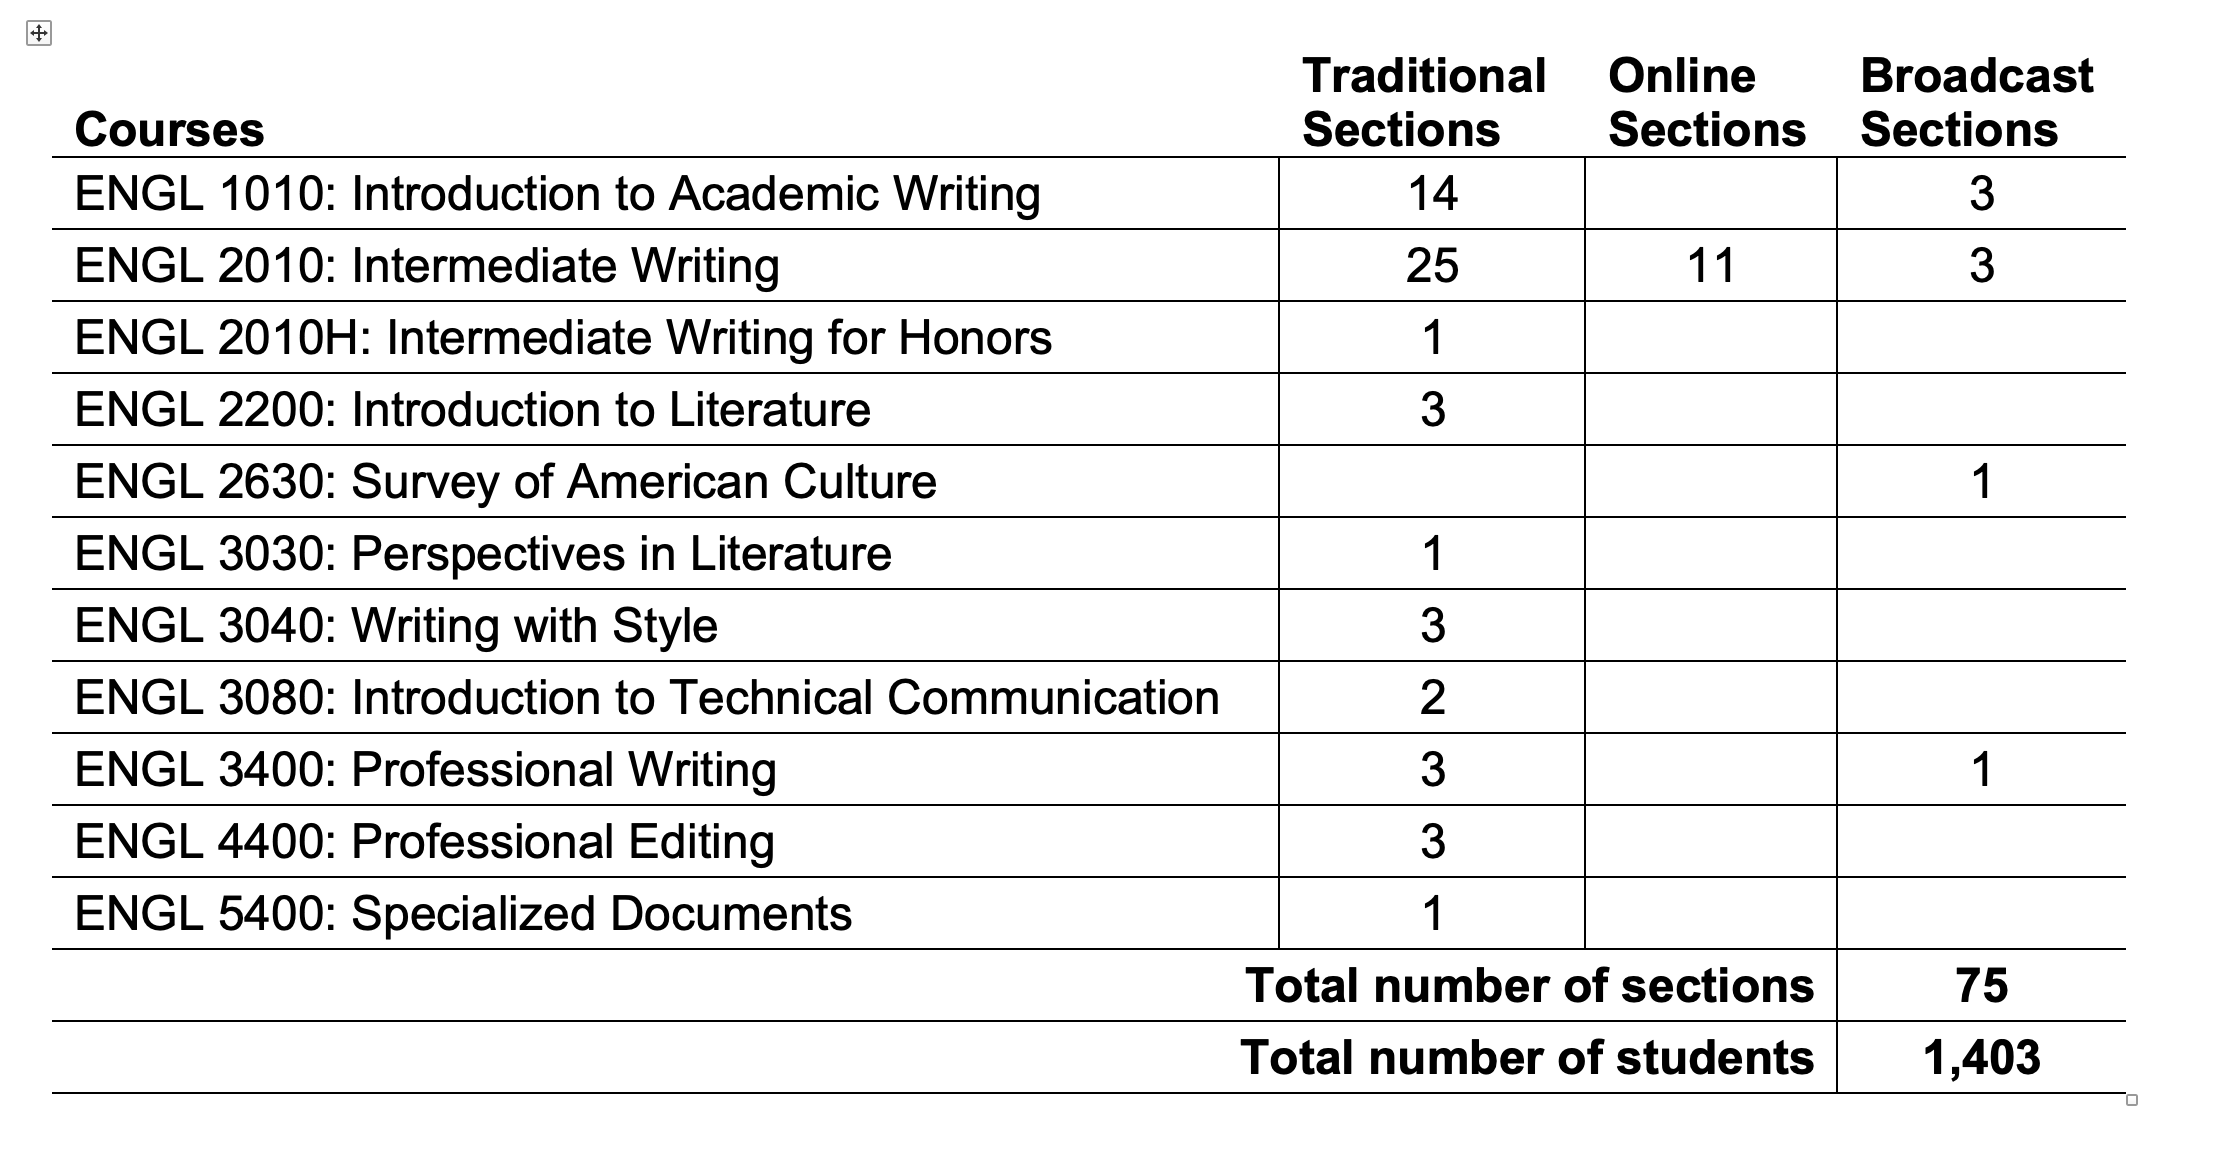 Courses Traditional Sections Online Sections Broadcast Sections
ENGL 1010: Introduction to Academic Writing 14 3
ENGL 2010: Intermediate Writing 25 11 3
ENGL 2010H: Intermediate Writing for Honors 1
ENGL 2200: Introduction to Literature 3
ENGL 2630: Survey of American Culture 1
ENGL 3030: Perspectives in Literature 1
ENGL 3040: Writing with Style 3
ENGL 3080: Introduction to Technical Communication 2
ENGL 3400: Professional Writing 3 1
ENGL 4400: Professional Editing 3
ENGL 5400: Specialized Documents 1
Total number of sections 75
Total number of students 1,403